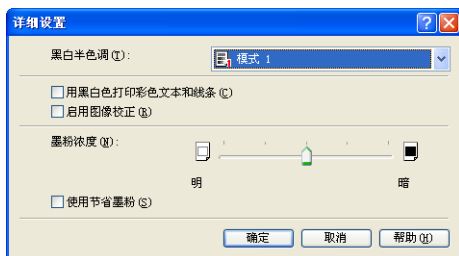 详细设置
黑白半色调(T): 模式 1
用黑白色打印彩色文本和线条(C)
启用图像校正(R)
墨粉浓度(N):
明 暗
使用节省墨粉(S)
确定 取消 帮助(H)